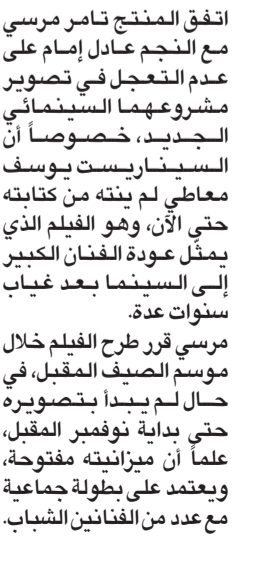 اتفق المنتج تامر مرسي
مع النجم عادل إمام على
عدم التعجل في تصوير
مشروعهما السينمائي
الجديد، خصوصاً أن
السيناريست يوسف
معاطي لم ينته من كتابته
حتى الآن، وهو الفيلم الذي
يمثّل عودة الفنان الكبير
إلى السينما بعد غياب
سنوات عدة.
مرسي قرر طرح الفيلم خلال
موسم الصيف المقبل، في
حال لم يبدأ بتصويره
حتى بداية نوفمبر المقبل،
علماً أن ميزانيته مفتوحة،
ويعتمد على بطولة جماعية
مع عدد من الفنانين الشباب.